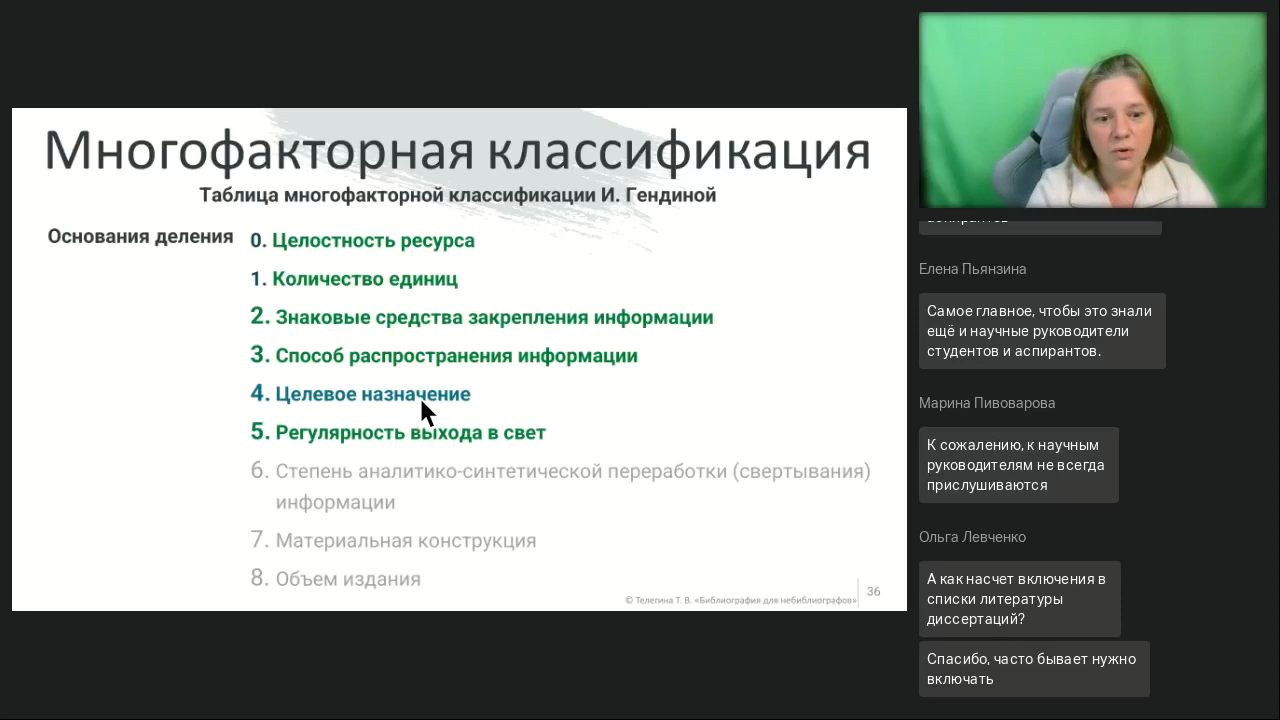 Многофакторная классификация
Таблица многофакторной классификации И. Гендиной
Основания деления
0. Целостность ресурса
1. Количество единиц
2. Знаковые средства закрепления информации
3. Способ распространения информации
4. Целевое назначение
5. Регулярность выхода в свет
6. Степень аналитико-синтетической переработки (свертывания)
информации
7. Материальная конструкция
8. Объем издания
© Телегина Т. В. «Библиография для небиблиографов»
36
Елена Пьянзина
Самое главное, чтобы это знали
ещё и научные руководители
студентов и аспирантов.
Марина Пивоварова
К сожалению, к научным
руководителям не всегда
прислушиваются
Ольга Левченко
А как насчет включения в
списки литературы
диссертаций?
Спасибо, часто бывает нужно
включать